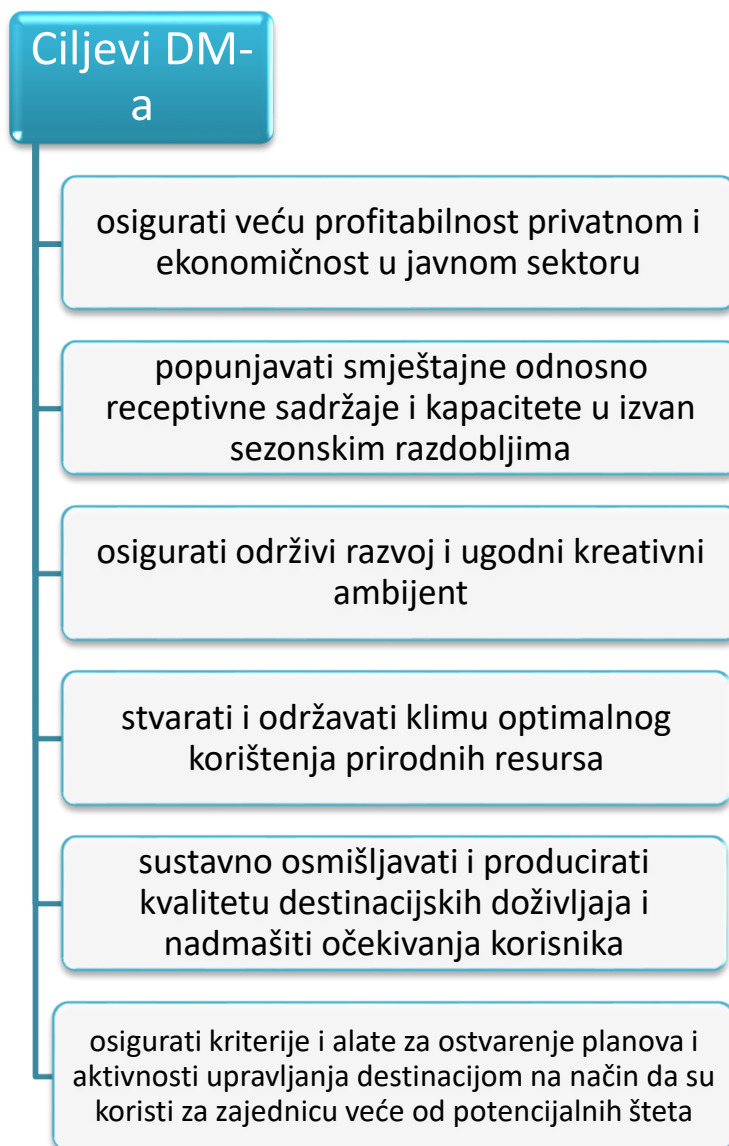 Ciljevi DM-
a
osigurati veću profitabilnost privatnom i
ekonomičnost u javnom sektoru
popunjavati smještajne odnosno
receptivne sadržaje i kapacitete u izvan
sezonskim razdobljima
osigurati održivi razvoj i ugodni kreativni
ambijent
stvarati i održavati klimu optimalnog
korištenja prirodnih resursa
sustavno osmišljavati i producirati
kvalitetu destinacijskih doživljaja i
nadmašiti očekivanja korisnika
osigurati kriterije i alate za ostvarenje planova i
aktivnosti upravljanja destinacijom na način da su
koristi za zajednicu veće od potencijalnih šteta